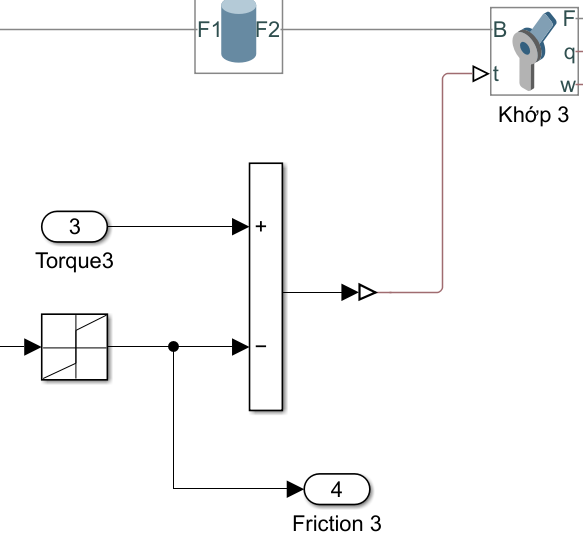 F1 F2
B F
q
t
w
Khớp 3
3 +
Torque3
−
4
Friction 3